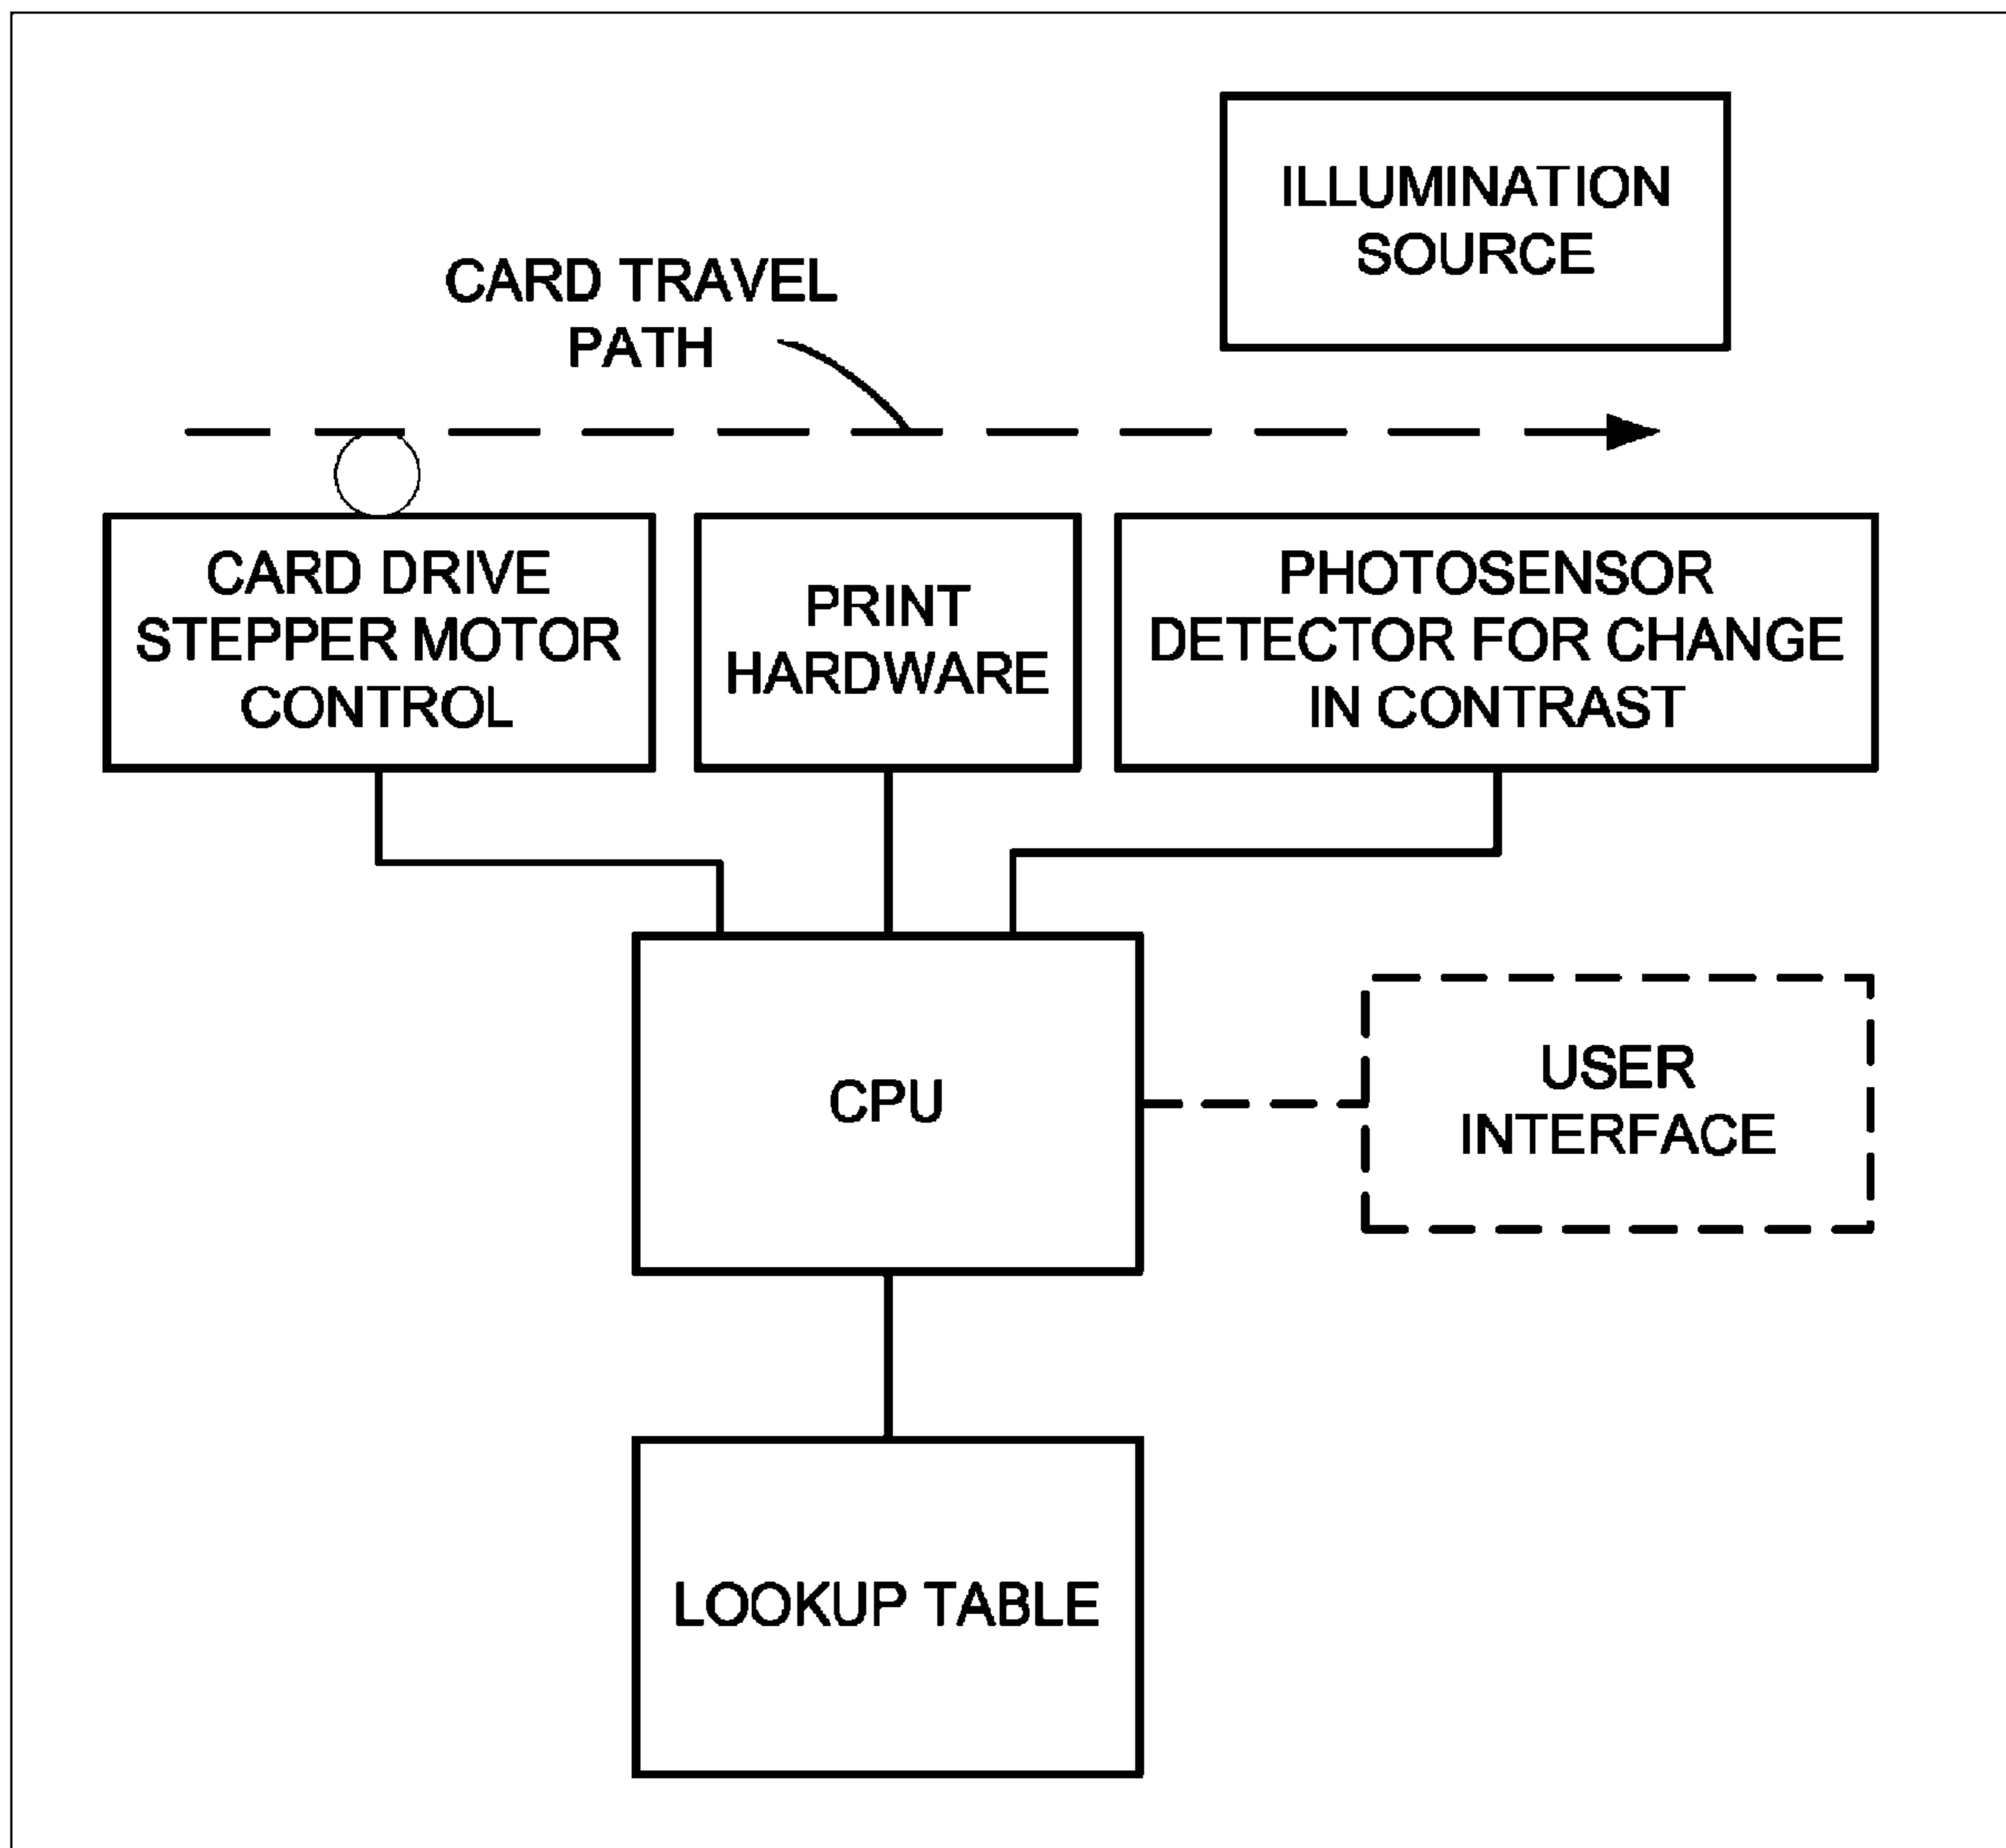 ILLUMINATION
SOURCE
CARD TRAVEL
PATH
CARD DRIVE
STEPPER MOTOR
CONTROL
PRINT
HARDWARE
PHOTOSENSOR
DETECTOR FOR CHANGE
IN CONTRAST
CPU
USER
INTERFACE
LOOKUP TABLE